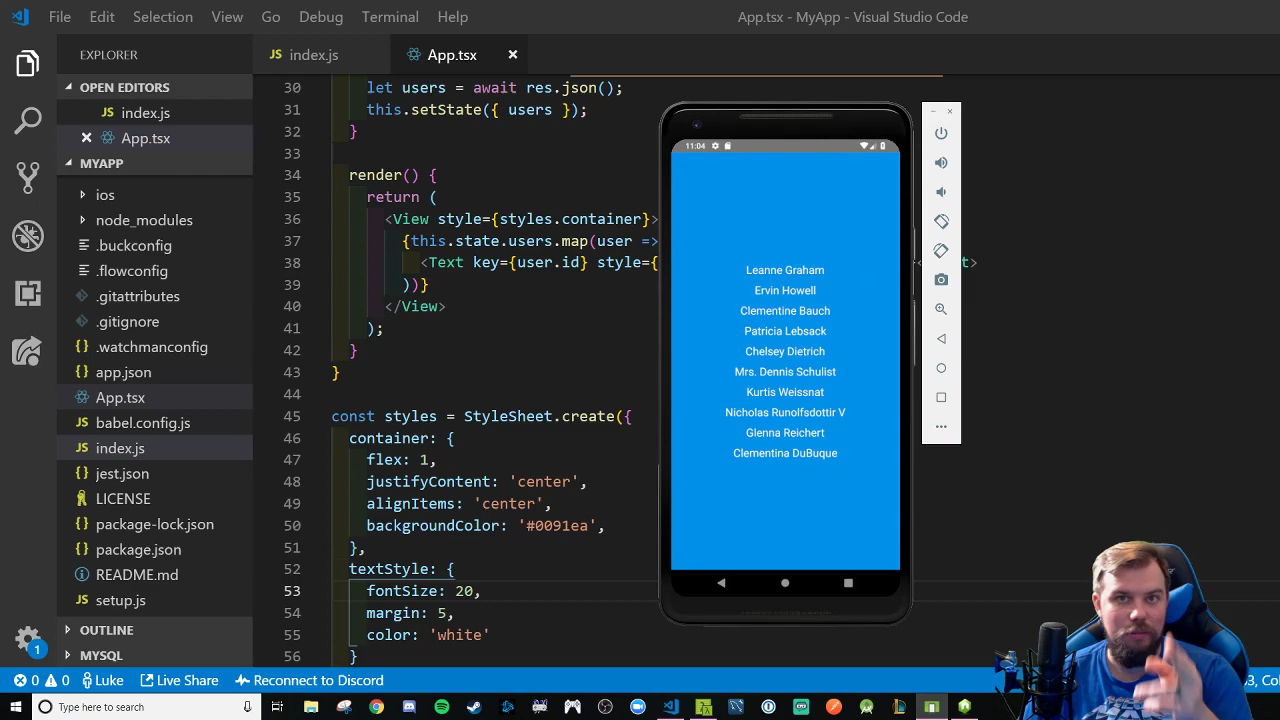 File Edit Selection View Go Debug Terminal Help
App.tsx - MyApp - Visual Studio Code
EXPLORER
OPEN EDITORS
index.js
App.tsx
MYAPP
ios
node_modules
.buckconfig
.flowconfig
.gitattributes
.gitignore
.watchmanconfig
app.json
App.tsx
babel.config.js
index.js
jest.json
LICENSE
package-lock.json
package.json
README.md
setup.js
OUTLINE
MYSQL
JS index.js
App.tsx
30 let users = await res.json();
31 this.setState({ users });
32 }
33
34 render() {
35 return (
36 <View style={styles.container}>
37 {this.state.users.map(user =>
38 <Text key={user.id} style={ t>
39 ))}
40 </View>
41 );
42 }
43 }
44
45 const styles = StyleSheet.create({
46 container: {
47 flex: 1,
48 justifyContent: 'center',
49 alignItems: 'center',
50 backgroundColor: '#0091ea',
51 },
52 textStyle: {
53 fontSize: 20,
54 margin: 5,
55 color: 'white'
56 }
11:04
Leanne Graham
Ervin Howell
Clementine Bauch
Patricia Lebsack
Chelsey Dietrich
Mrs. Dennis Schulist
Kurtis Weissnat
Nicholas Runolfsdottir V
Glenna Reichert
Clementina DuBuque
1
0 0 Luke Live Share Reconnect to Discord 3, Col
Type here to search